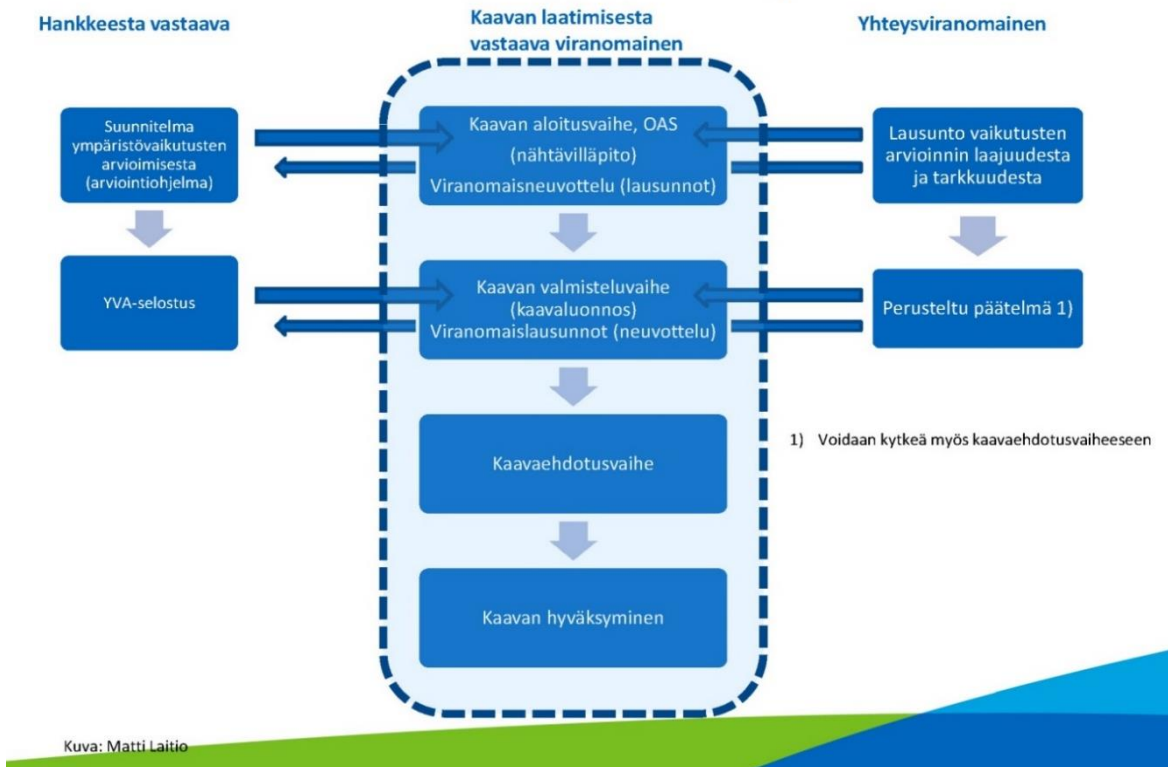 Hankkeesta vastaava
Kaavan laatimisesta
vastaava viranomainen
Yhteysviranomainen
Suunnitelma
ympäristövaikutusten
arvioimisesta
(arviointiohjelma)
Kaavan aloitusvaihe, OAS
(nähtävilläpito)
Viranomaisneuvottelu (lausunnot)
Lausunto vaikutusten
arvioinnin laajuudesta
ja tarkkuudesta
YVA-selostus
Kaavan valmisteluvaihe
(kaavaluonnos)
Viranomaislausunnot (neuvottelu)
Perusteltu päätelmä 1)
1) Voidaan kytkeä myös kaavaehdotusvaiheeseen
Kaavaehdotusvaihe
Kaavan hyväksyminen
Kuva: Matti Laitio